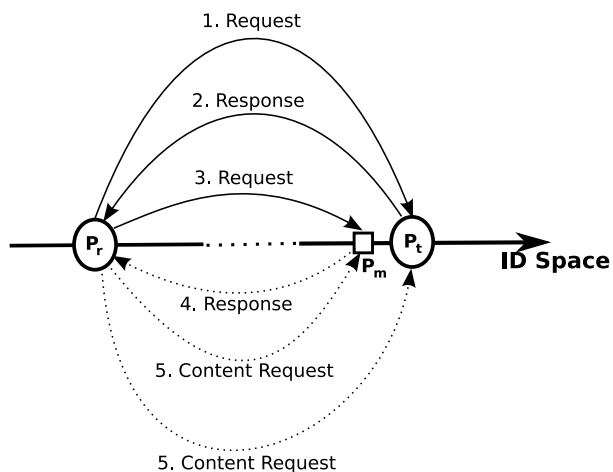 1. Request
2. Response
3. Request
Pr
Pt
Pm
ID Space
4. Response
5. Content Request
5. Content Request